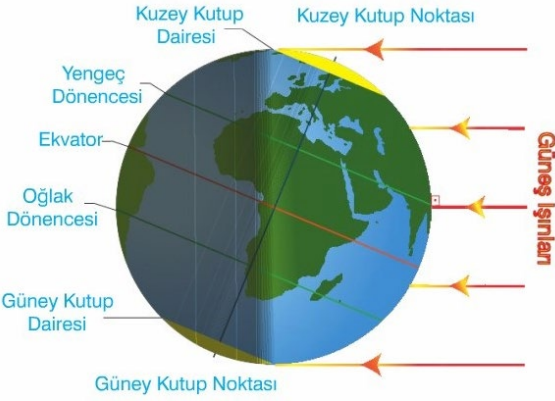 Kuzey Kutup
Dairesi
Kuzey Kutup Noktası
Yengeç
Dönencesi
Ekvator
Oğlak
Dönencesi
Güney Kutup
Dairesi
Güney Kutup Noktası
Güneş Işınları